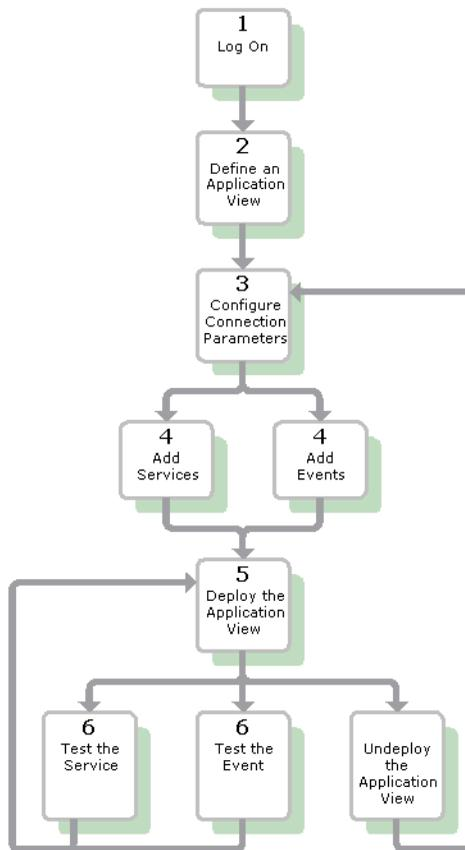 1
Log On
2
Define an
Application
View
3
Configure
Connection
Parameters
4
Add
Services
4
Add
Events
5
Deploy the
Application
View
6
Test the
Service
6
Test the
Event
Undeploy
the
Application
View